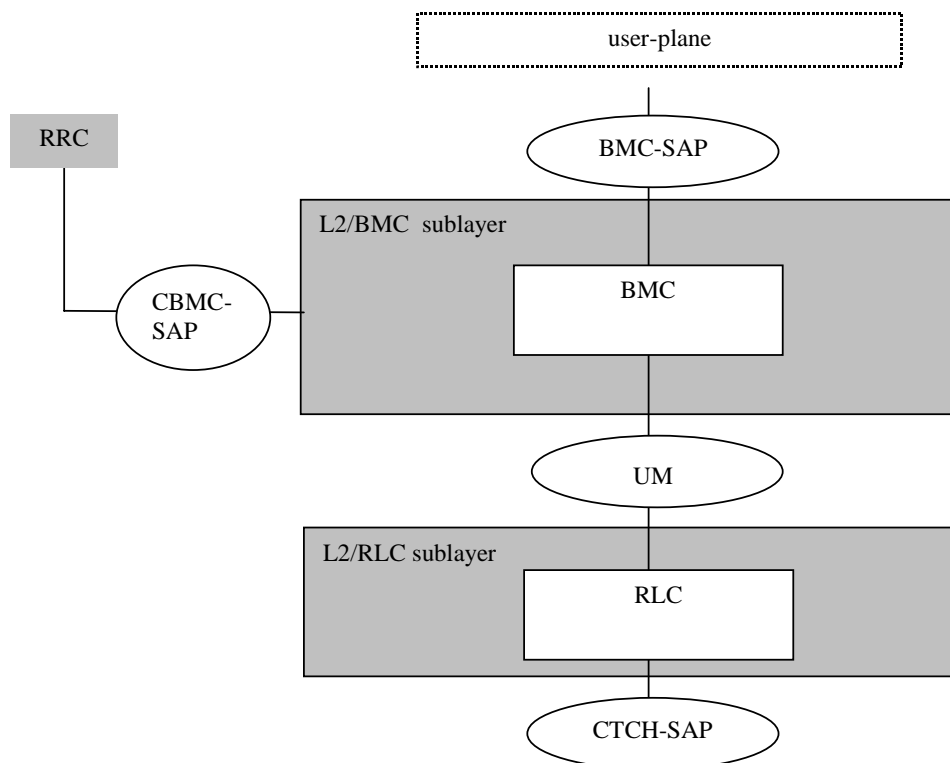 user-plane
RRC
BMC-SAP
L2/BMC sublayer
BMC
CBMC-
SAP
UM
L2/RLC sublayer
RLC
CTCH-SAP